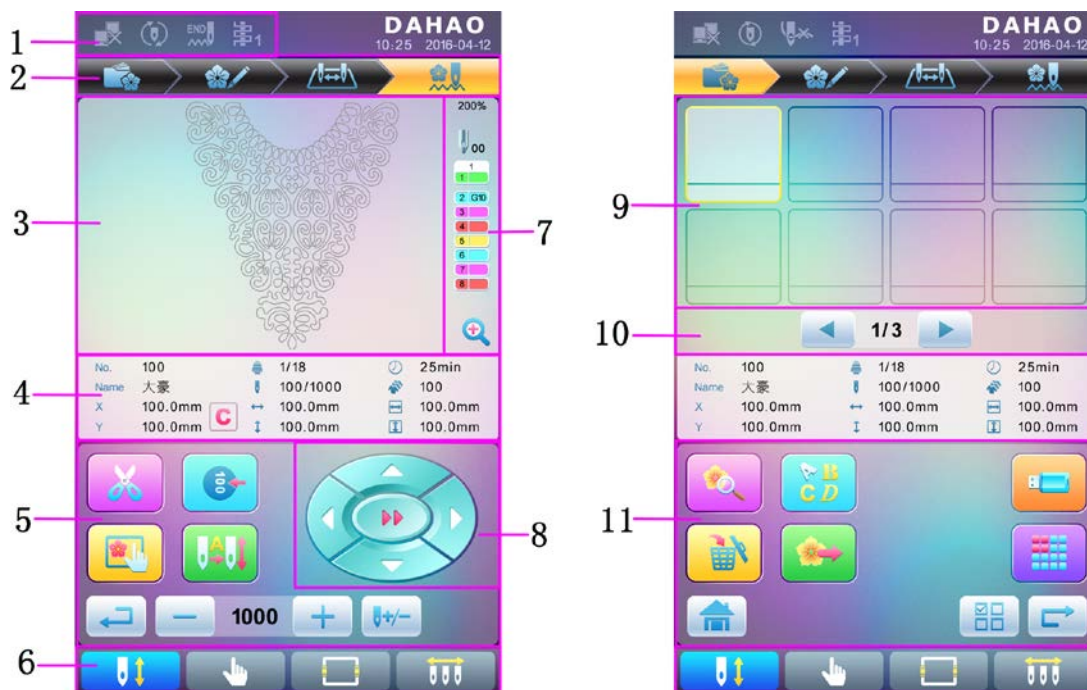 DAHAO
10:25 2016-04-12
END
1
1
2
200%
00
1
1
2 G10
3
4
5
6
7
8
3
7
No. 100 1/18 25min
Name 大豪 100/1000 100
X 100.0mm 100.0mm 100.0mm
Y 100.0mm 100.0mm 100.0mm
C
4
100
A
5
8
1000
+/-
6
DAHAO
10:25 2016-04-12
1
9
10
1/3
No. 100 1/18 25min
Name 大豪 100/1000 100
X 100.0mm 100.0mm 100.0mm
Y 100.0mm 100.0mm 100.0mm
A B
C D
11